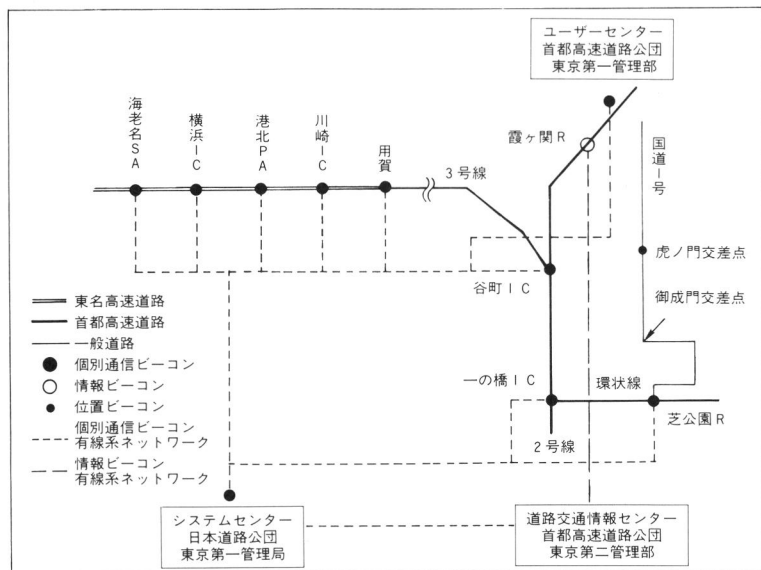 ユーザーセンター
首都高速道路公団
東京第一管理部
海老名SA
横浜IC
港北PA
川崎IC
用賀
霞ヶ関R
国道一号
3号線
虎ノ門交差点
谷町IC
御成門交差点
東名高速道路
首都高速道路
一般道路
個別通信ビーコン
情報ビーコン
位置ビーコン
個別通信ビーコン
有線系ネットワーク
情報ビーコン
有線系ネットワーク
一の橋IC
環状線
芝公園R
2号線
システムセンター
日本道路公団
東京第一管理局
道路交通情報センター
首都高速道路公団
東京第二管理部